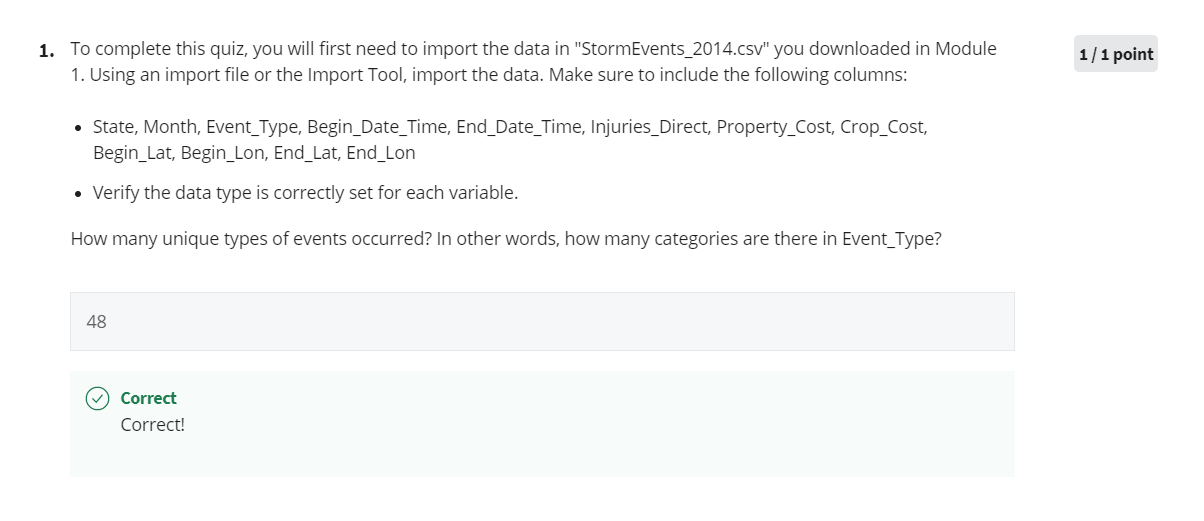 1. To complete this quiz, you will first need to import the data in "StormEvents_2014.csv" you downloaded in Module
1 / 1 point
1. Using an import file or the Import Tool, import the data. Make sure to include the following columns:
• State, Month, Event_Type, Begin_Date_Time, End_Date_Time, Injuries_Direct, Property_Cost, Crop_Cost,
Begin_Lat, Begin_Lon, End_Lat, End_Lon
• Verify the data type is correctly set for each variable.
How many unique types of events occurred? In other words, how many categories are there in Event_Type?
48
Correct
Correct!